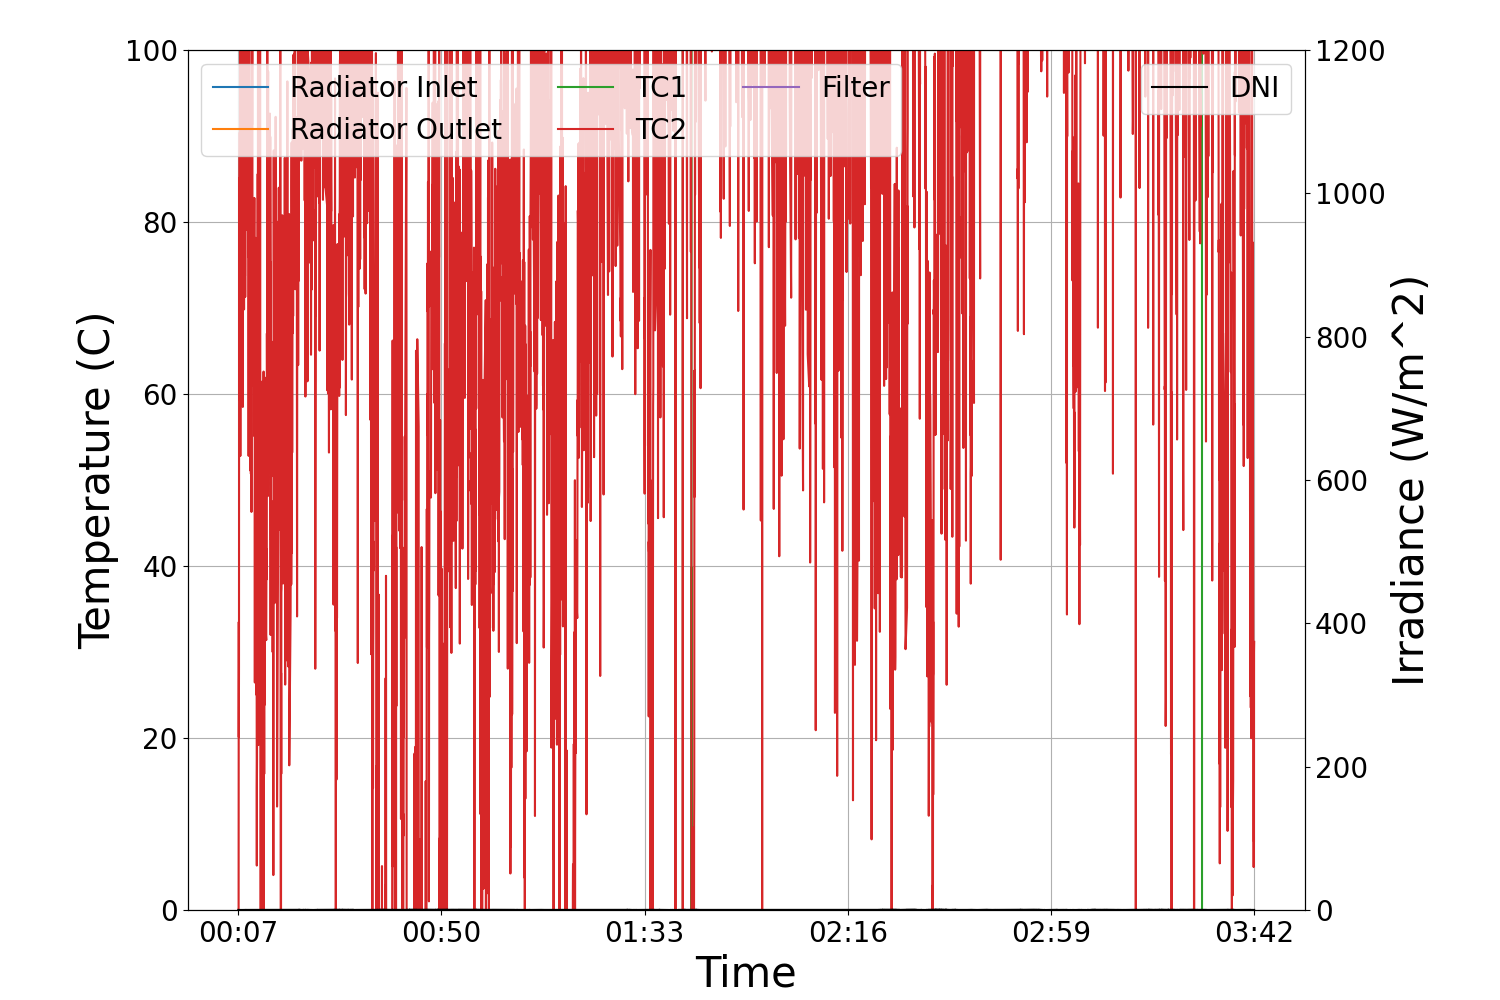 Radiator Inlet
Radiator Outlet
TC1
TC2
Filter
DNI
Temperature (C)
100
80
60
40
20
0
Irradiance (W/m^2)
1200
1000
800
600
400
200
0
00:07 00:50 01:33 02:16 02:59 03:42
Time